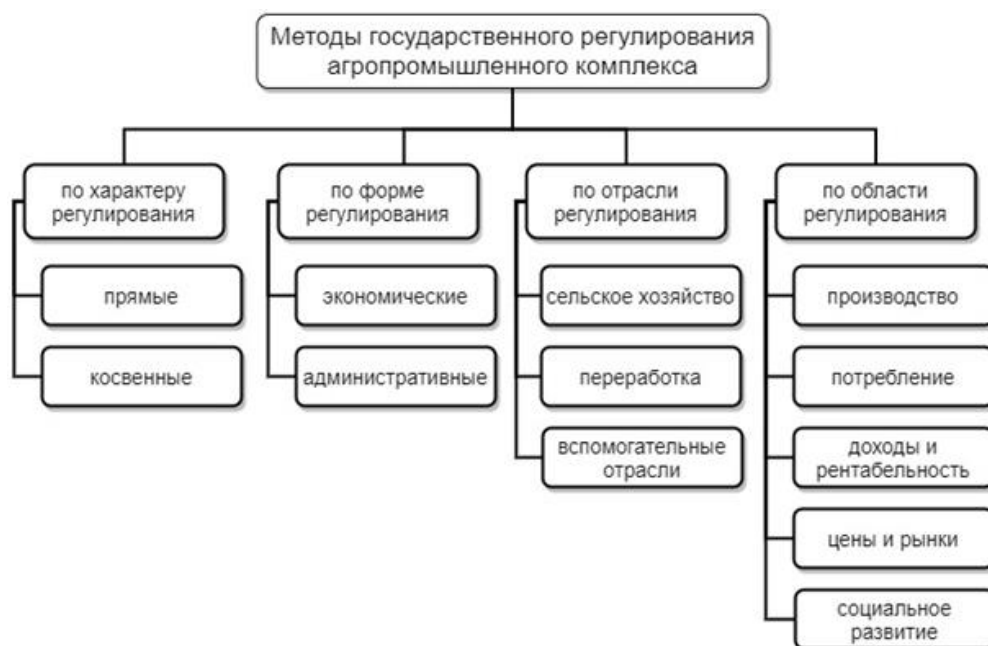 Методы государственного регулирования
агропромышленного комплекса
по характеру
регулирования
прямые
косвенные
по форме
регулирования
экономические
административные
по отрасли
регулирования
сельское хозяйство
переработка
вспомогательные
отрасли
по области
регулирования
производство
потребление
доходы и
рентабельность
цены и рынки
социальное
развитие